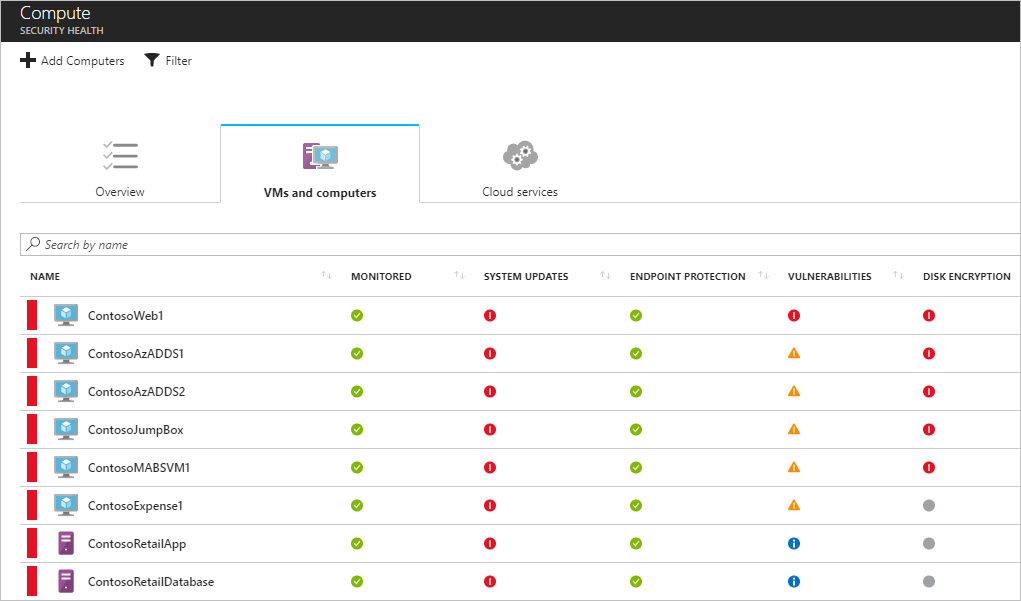 Compute
SECURITY HEALTH
Add Computers Filter
Overview VMs and computers Cloud services
Search by name
NAME MONITORED SYSTEM UPDATES ENDPOINT PROTECTION VULNERABILITIES DISK ENCRYPTION
ContosoWeb1
ContosoAzADDS1
ContosoAzADDS2
ContosoJumpBox
ContosoMABSVM1
ContosoExpense1
ContosoRetailApp
ContosoRetailDatabase